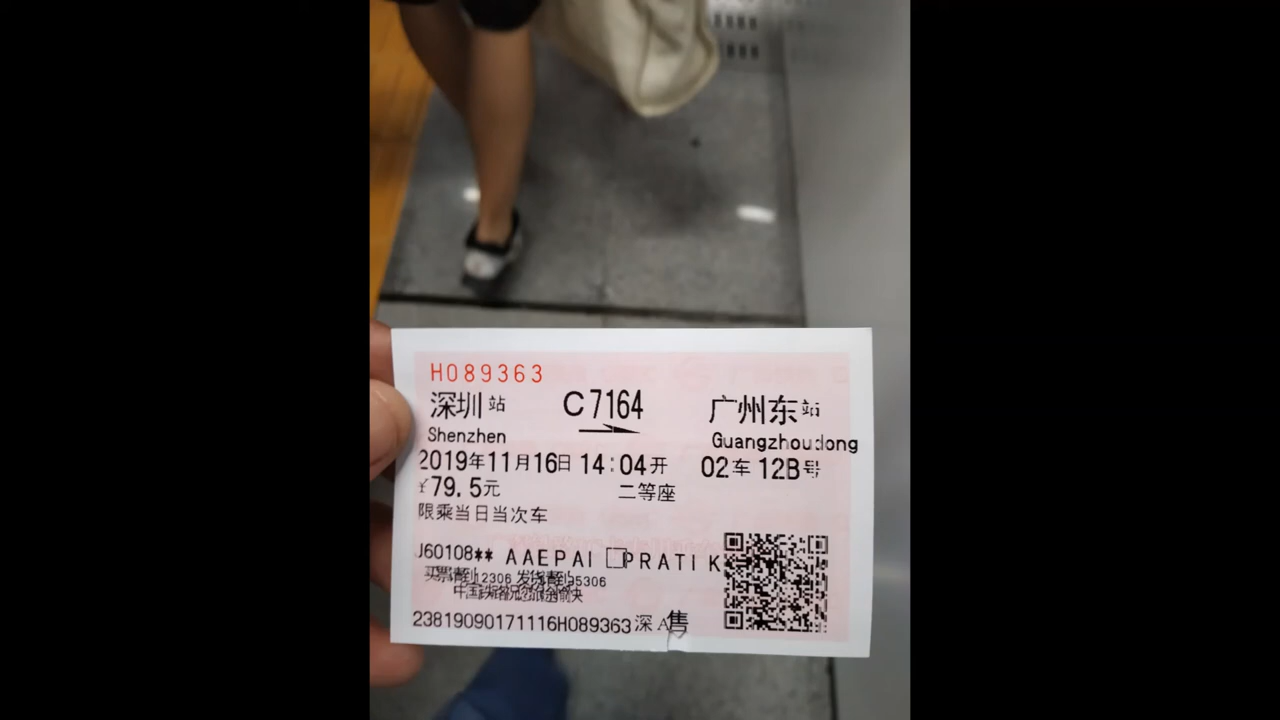 H089363
深圳站 C7164 广州东站
Shenzhen Guangzhoudong
2019年11月16日 14:04开 02车 12B号
¥79.5元 二等座
限乘当日当次车
J60108** AAEPAI □PRATIK
买票请到12306 发货请到95306
中国铁路祝您旅途愉快
23819090171116H089363 深 A售